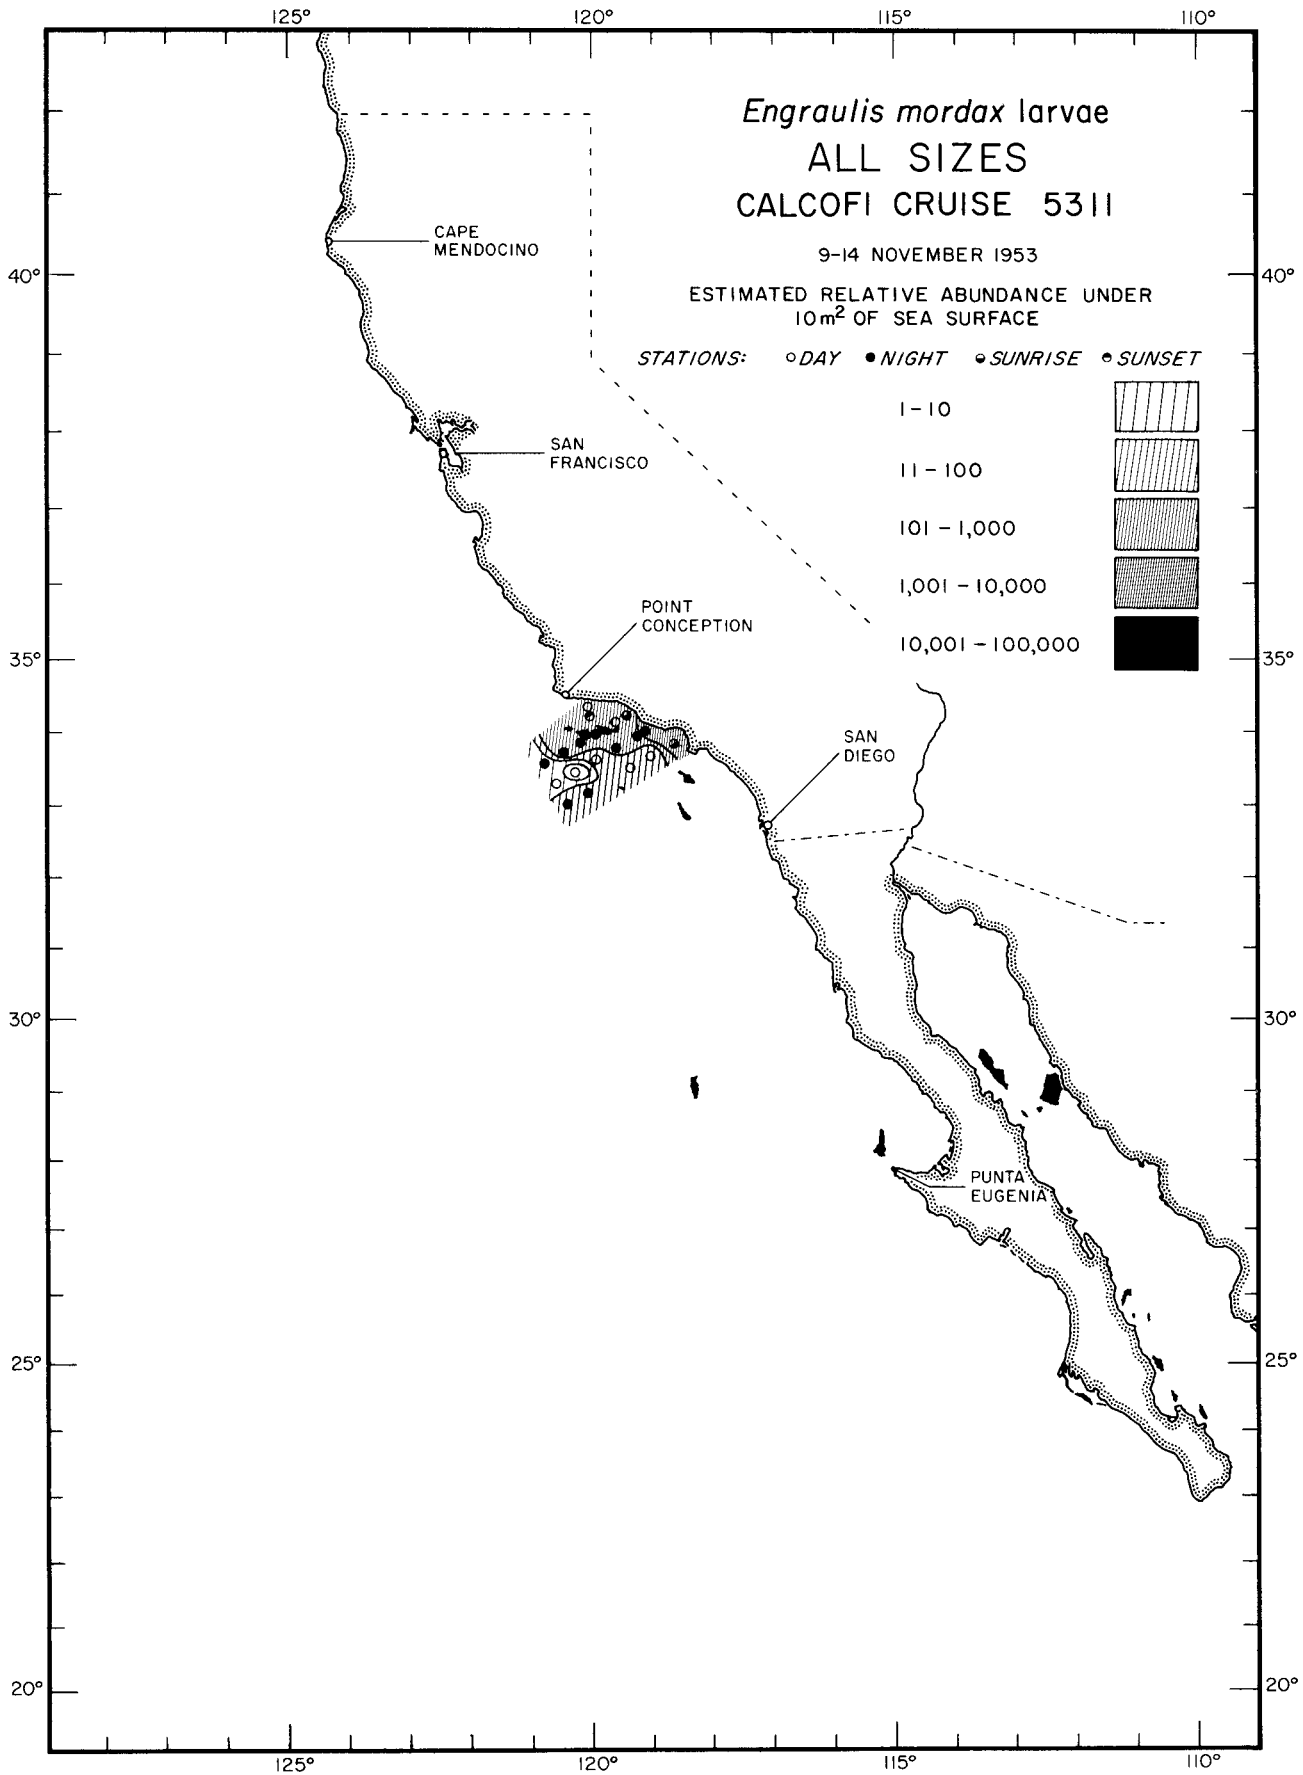 125° 120° 115° 110°
Engraulis mordax larvae
ALL SIZES
CALCOFI CRUISE 5311
9-14 NOVEMBER 1953
ESTIMATED RELATIVE ABUNDANCE UNDER
10m² OF SEA SURFACE
STATIONS: DAY NIGHT SUNRISE SUNSET
1-10
11-100
101-1,000
1,001-10,000
10,001-100,000
CAPE
MENDOCINO
40° 40°
SAN
FRANCISCO
POINT
CONCEPTION
35° 35°
SAN
DIEGO
30° 30°
PUNTA
EUGENIA
25° 25°
20° 20°
125° 120° 115° 110°